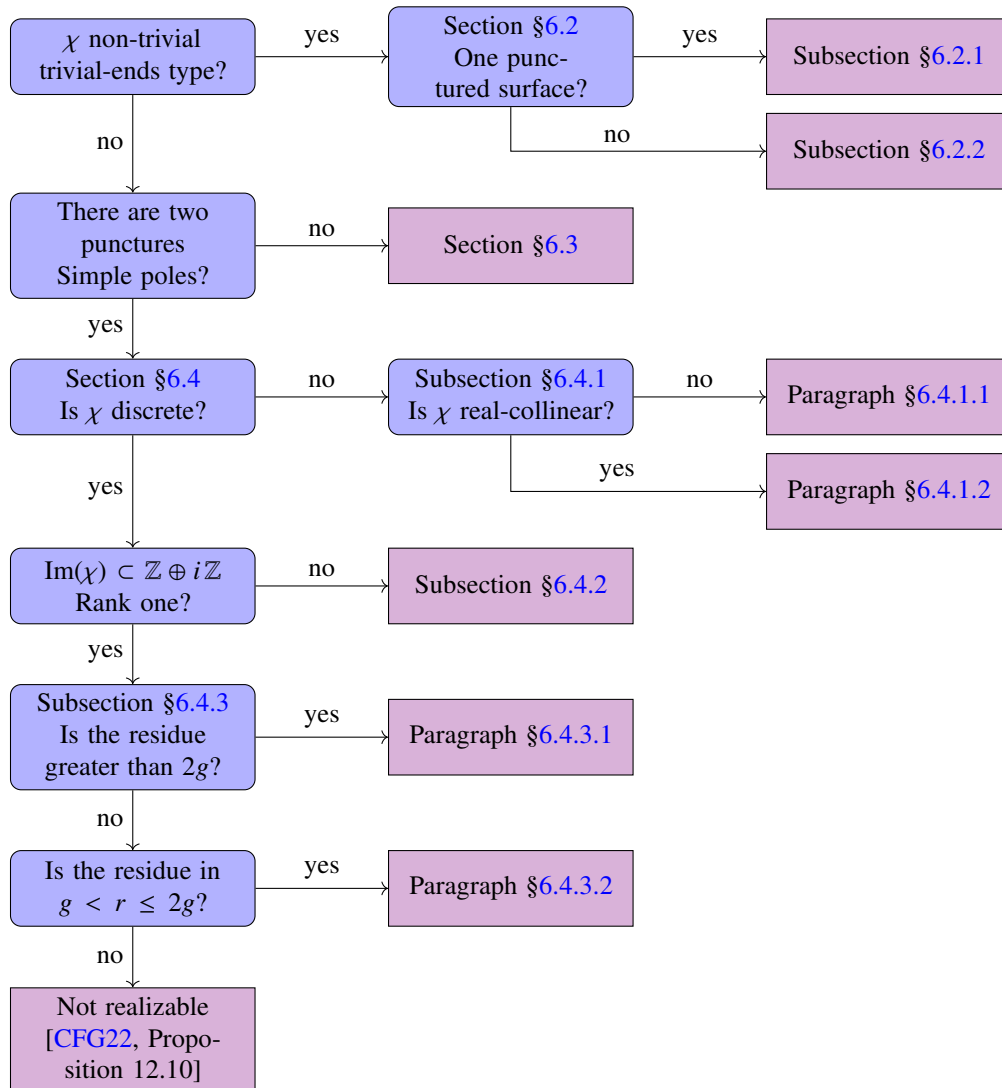 χ non-trivial
trivial-ends type?
yes
Section §6.2
One punc-
tured surface?
yes
Subsection §6.2.1
no
Subsection §6.2.2
no
There are two
punctures
Simple poles?
no
Section §6.3
yes
Section §6.4
Is χ discrete?
no
Subsection §6.4.1
Is χ real-collinear?
no
Paragraph §6.4.1.1
yes
Paragraph §6.4.1.2
yes
Im(χ) ⊂ ℤ ⊕ iℤ
Rank one?
no
Subsection §6.4.2
yes
Subsection §6.4.3
Is the residue
greater than 2g?
yes
Paragraph §6.4.3.1
no
Is the residue in
g < r ≤ 2g?
yes
Paragraph §6.4.3.2
no
Not realizable
[CFG22, Propo-
sition 12.10]